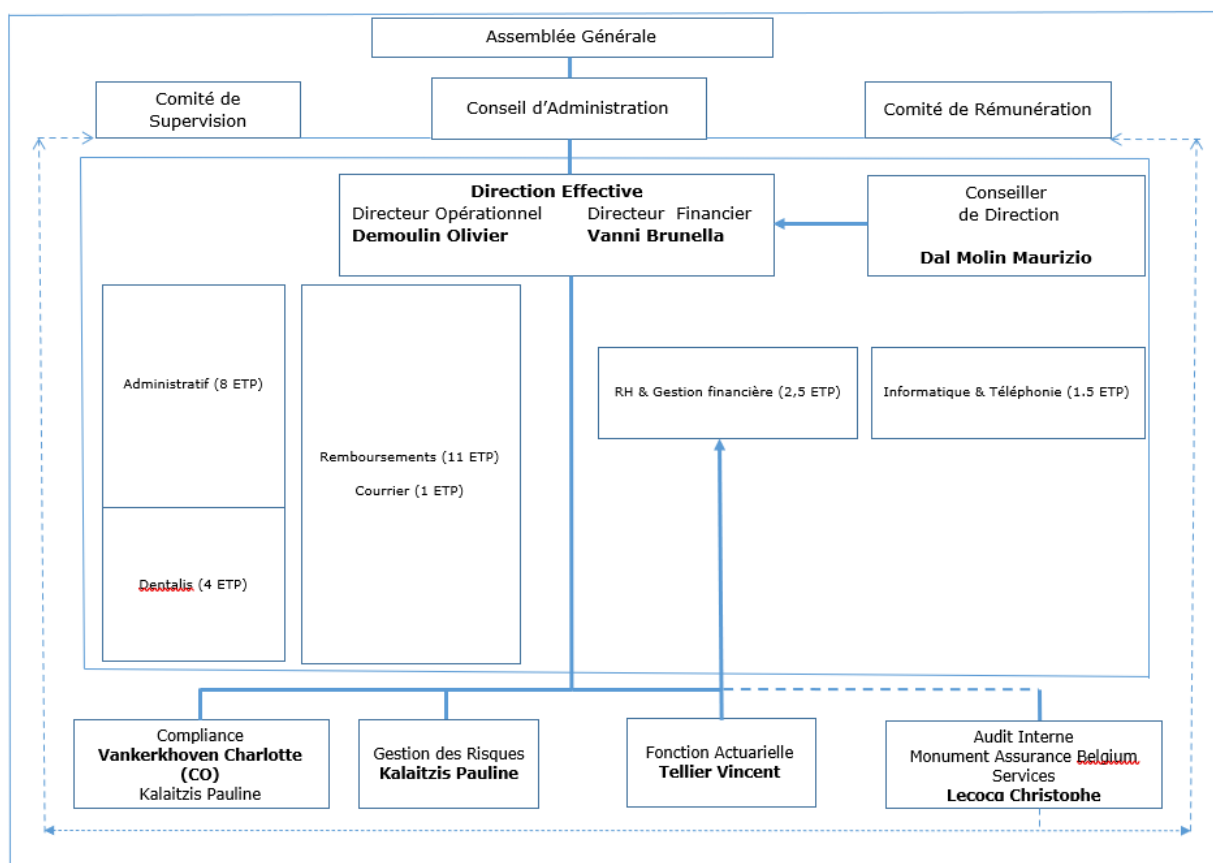 Assemblée Générale
Comité de
Supervision
Conseil d’Administration
Comité de Rémunération
Direction Effective
Directeur Opérationnel
Demoulin Olivier
Directeur Financier
Vanni Brunella
Conseiller
de Direction
Dal Molin Maurizio
Administratif (8 ETP)
Dentalis (4 ETP)
Remboursements (11 ETP)
Courrier (1 ETP)
RH & Gestion financière (2,5 ETP)
Informatique & Téléphonie (1.5 ETP)
Compliance
Vankerkhoven Charlotte
(CO)
Kalaitzis Pauline
Gestion des Risques
Kalaitzis Pauline
Fonction Actuarielle
Tellier Vincent
Audit Interne
Monument Assurance Belgium
Services
Lecocq Christophe